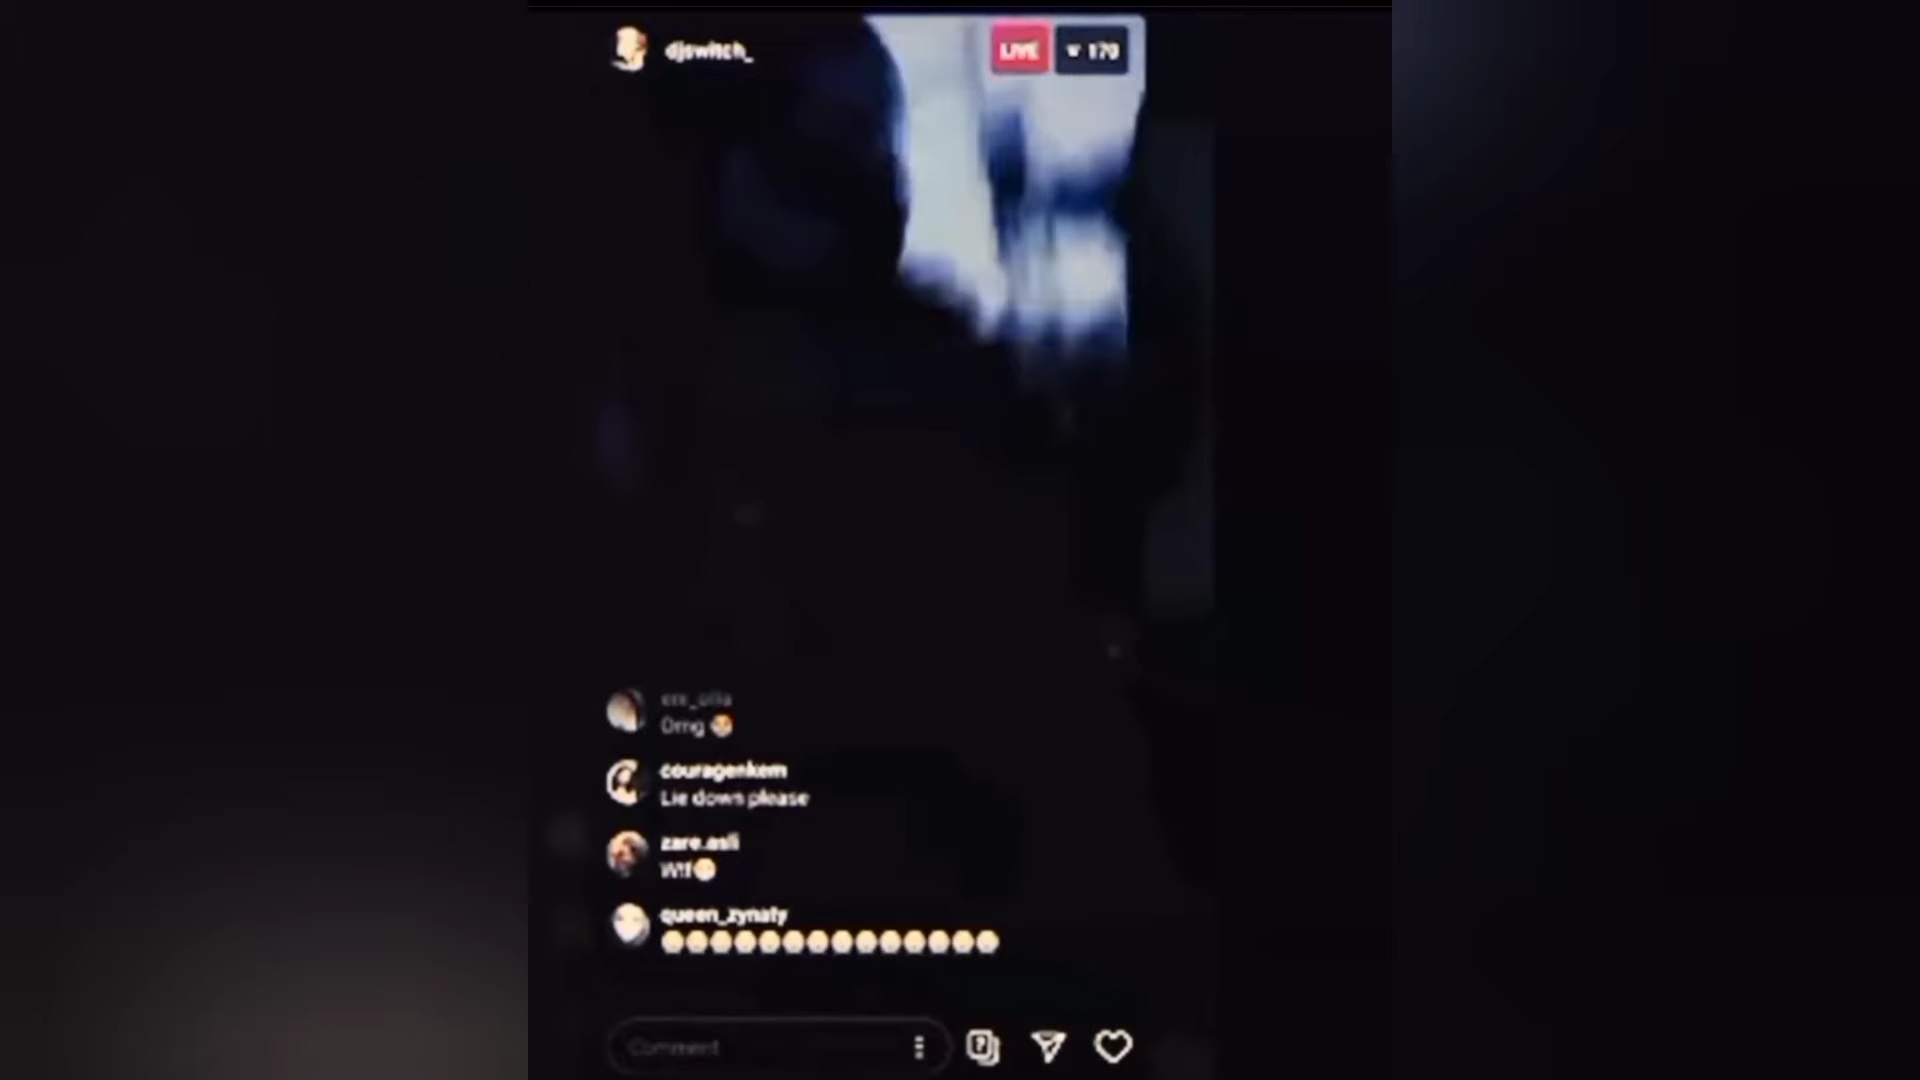 djswitch_
LIVE
170
Omg
couragenkem
Lie down please
zare.asli
Wtf
queen_zynaty
Comment